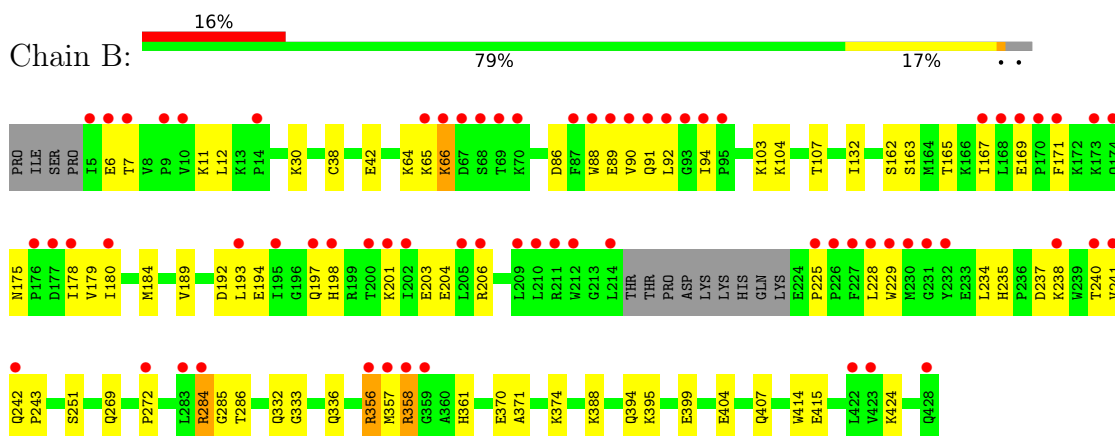 16%
Chain B:
79% 17% • •
PRO ILE SER PRO I5 E6 T7 V8 P9 V10 K11 L12 K13 P14 K30 C38 E42 K64 K65 K66 D67 S68 T69 K70 D86 F87 W88 E89 V90 Q91 L92 G93 I94 P95 K103 K104 T107 I132 S162 S163 M164 T165 K166 I167 L168 E169 P170 F171 K172 K173 Q174
N175 P176 D177 I178 V179 I180 M184 V189 D192 L193 E194 I195 G196 Q197 H198 R199 T200 K201 I202 E203 E204 L205 R206 L209 L210 R211 W212 G213 L214 THR THR PRO ASP LYS LYS HIS GLN LYS E224 P225 P226 F227 L228 W229 M230 G231 Y232 E233 L234 H235 P236 D237 K238 W239 T240 V241
Q242 P243 S251 Q269 P272 L283 R284 G285 T286 Q332 G333 Q336 R356 M357 R358 G359 A360 H361 E370 A371 K374 K388 Q394 K395 E399 E404 Q407 W414 E415 L422 V423 K424 Q428